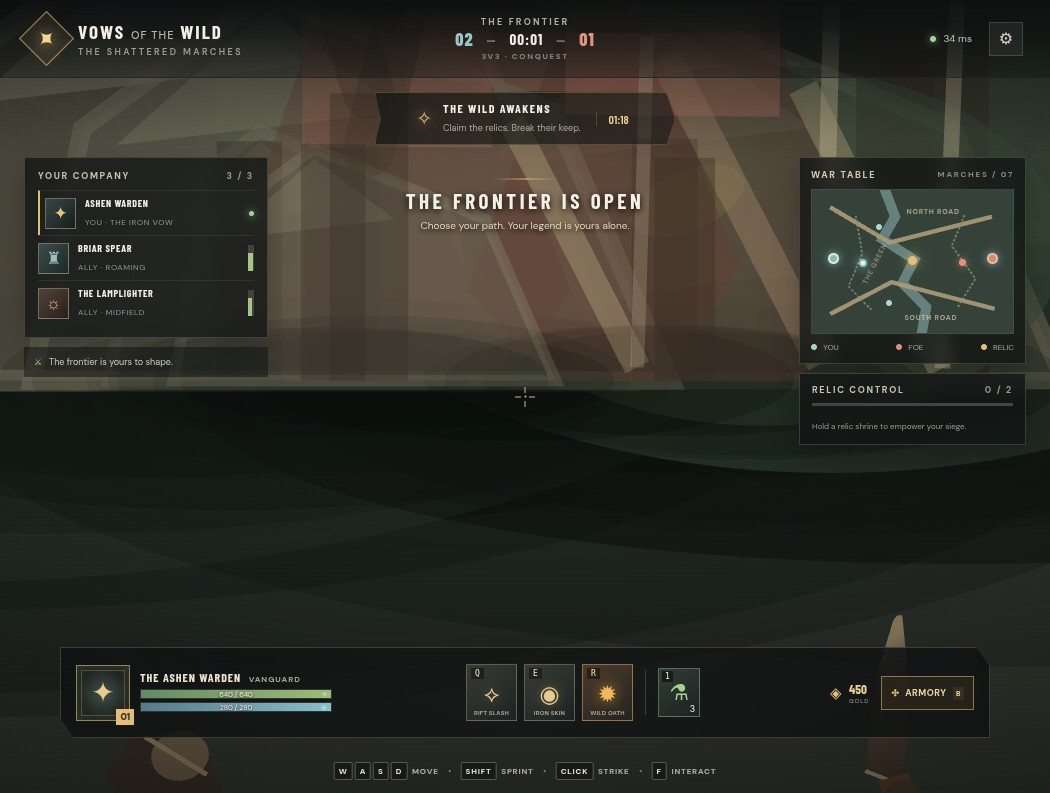 VOWS OF THE WILD
THE SHATTERED MARCHES
THE FRONTIER
02 — 00:01 — 01
3V3 · CONQUEST
34 ms
THE WILD AWAKENS
Claim the relics. Break their keep.
01:18
YOUR COMPANY 3 / 3
ASHEN WARDEN
YOU · THE IRON VOW
BRIAR SPEAR
ALLY · ROAMING
THE LAMPLIGHTER
ALLY · MIDFIELD
The frontier is yours to shape.
THE FRONTIER IS OPEN
Choose your path. Your legend is yours alone.
WAR TABLE MARCHES / 07
NORTH ROAD
THE GREEN
SOUTH ROAD
YOU FOE RELIC
RELIC CONTROL 0 / 2
Hold a relic shrine to empower your siege.
01
THE ASHEN WARDEN VANGUARD
640 / 640
280 / 280
Q
RIFT SLASH
E
IRON SKIN
R
WILD OATH
1
3
450
GOLD
ARMORY B
W A S D MOVE · SHIFT SPRINT · CLICK STRIKE · F INTERACT